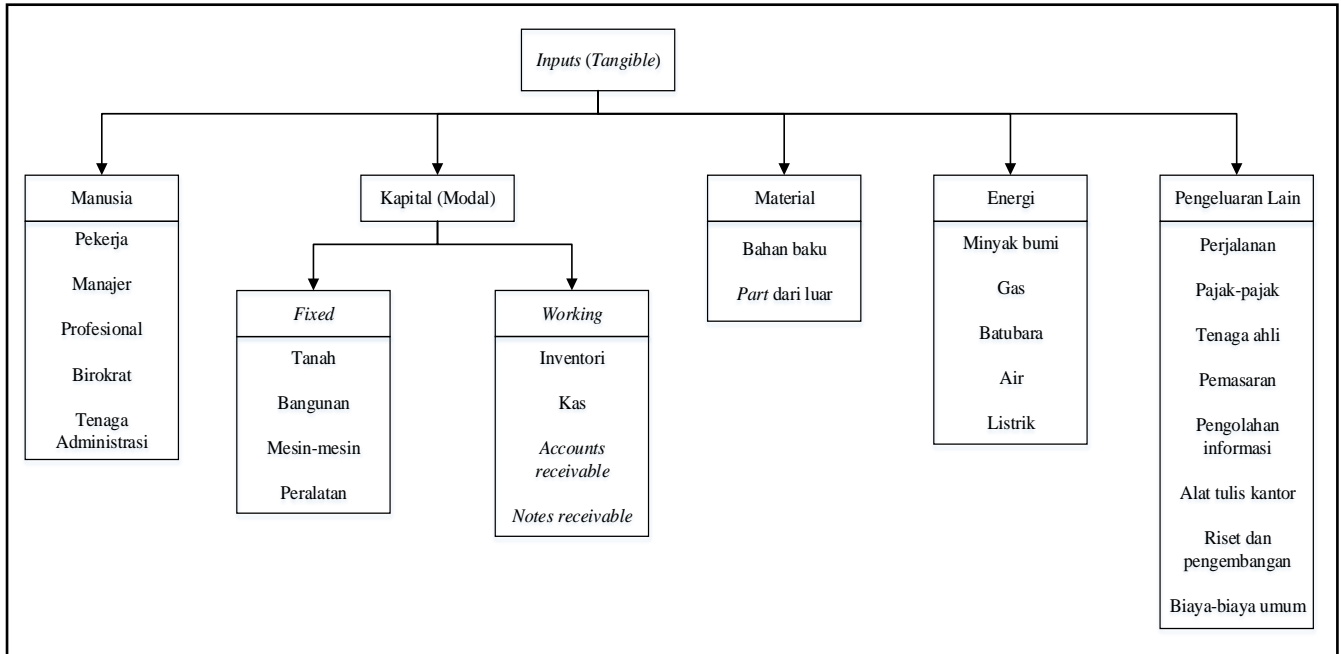 Inputs (Tangible)
Manusia
Pekerja
Manajer
Profesional
Birokrat
Tenaga
Administrasi
Kapital (Modal)
Fixed
Tanah
Bangunan
Mesin-mesin
Peralatan
Working
Inventori
Kas
Accounts
receivable
Notes receivable
Material
Bahan baku
Part dari luar
Energi
Minyak bumi
Gas
Batubara
Air
Listrik
Pengeluaran Lain
Perjalanan
Pajak-pajak
Tenaga ahli
Pemasaran
Pengolahan
informasi
Alat tulis kantor
Riset dan
pengembangan
Biaya-biaya umum